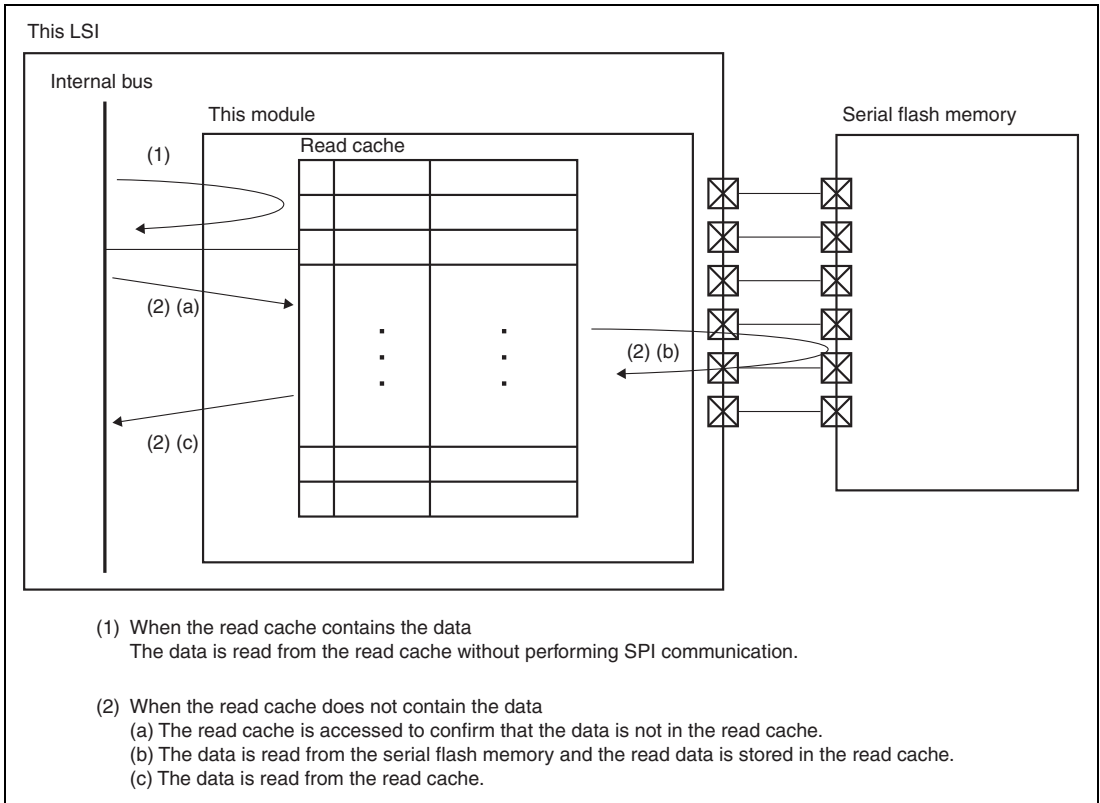 This LSI
Internal bus
This module
Serial flash memory
Read cache
(1)
(2) (a)
(2) (b)
(2) (c)
(1) When the read cache contains the data
The data is read from the read cache without performing SPI communication.
(2) When the read cache does not contain the data
(a) The read cache is accessed to confirm that the data is not in the read cache.
(b) The data is read from the serial flash memory and the read data is stored in the read cache.
(c) The data is read from the read cache.